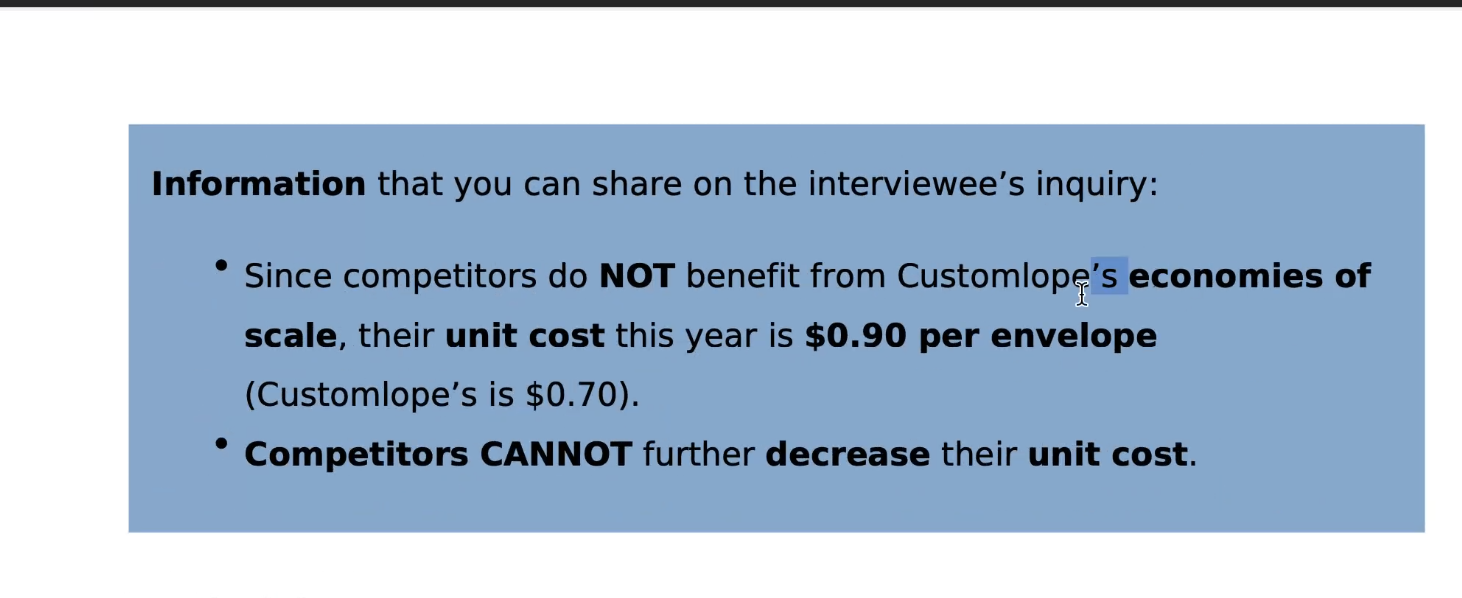 Information that you can share on the interviewee’s inquiry:
• Since competitors do NOT benefit from Customlope’s economies of
scale, their unit cost this year is $0.90 per envelope
(Customlope’s is $0.70).
• Competitors CANNOT further decrease their unit cost.